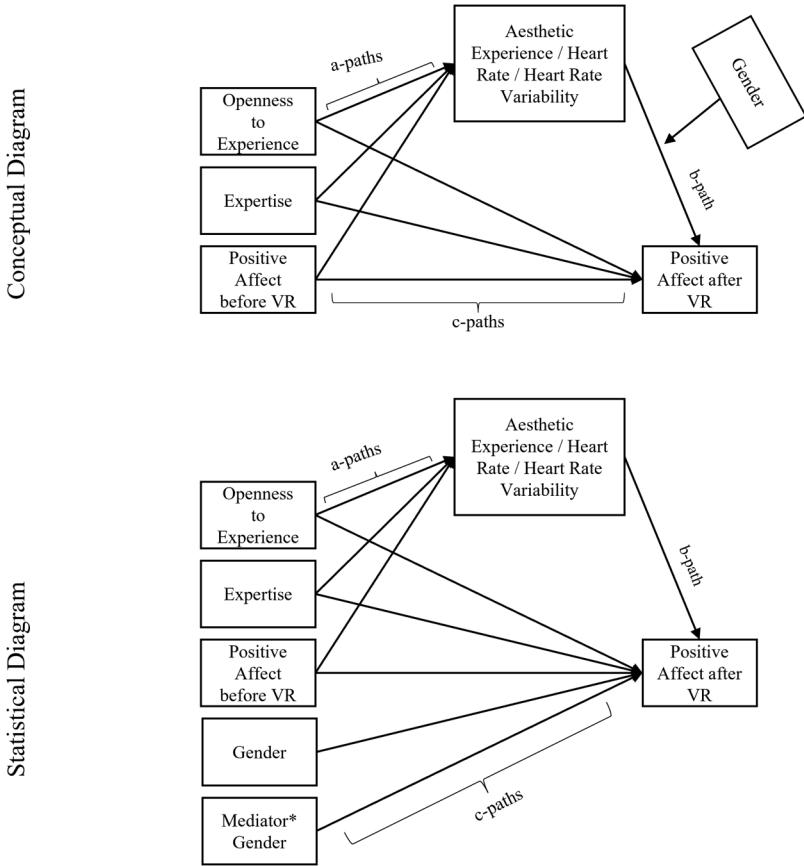 Conceptual Diagram
Aesthetic
Experience / Heart
Rate / Heart Rate
Variability
Gender
a-paths
Openness
to
Experience
Expertise
b-path
Positive
Affect
before VR
Positive
Affect after
VR
c-paths
Statistical Diagram
Aesthetic
Experience / Heart
Rate / Heart Rate
Variability
a-paths
Openness
to
Experience
b-path
Expertise
Positive
Affect
before VR
Positive
Affect after
VR
Gender
c-paths
Mediator*
Gender